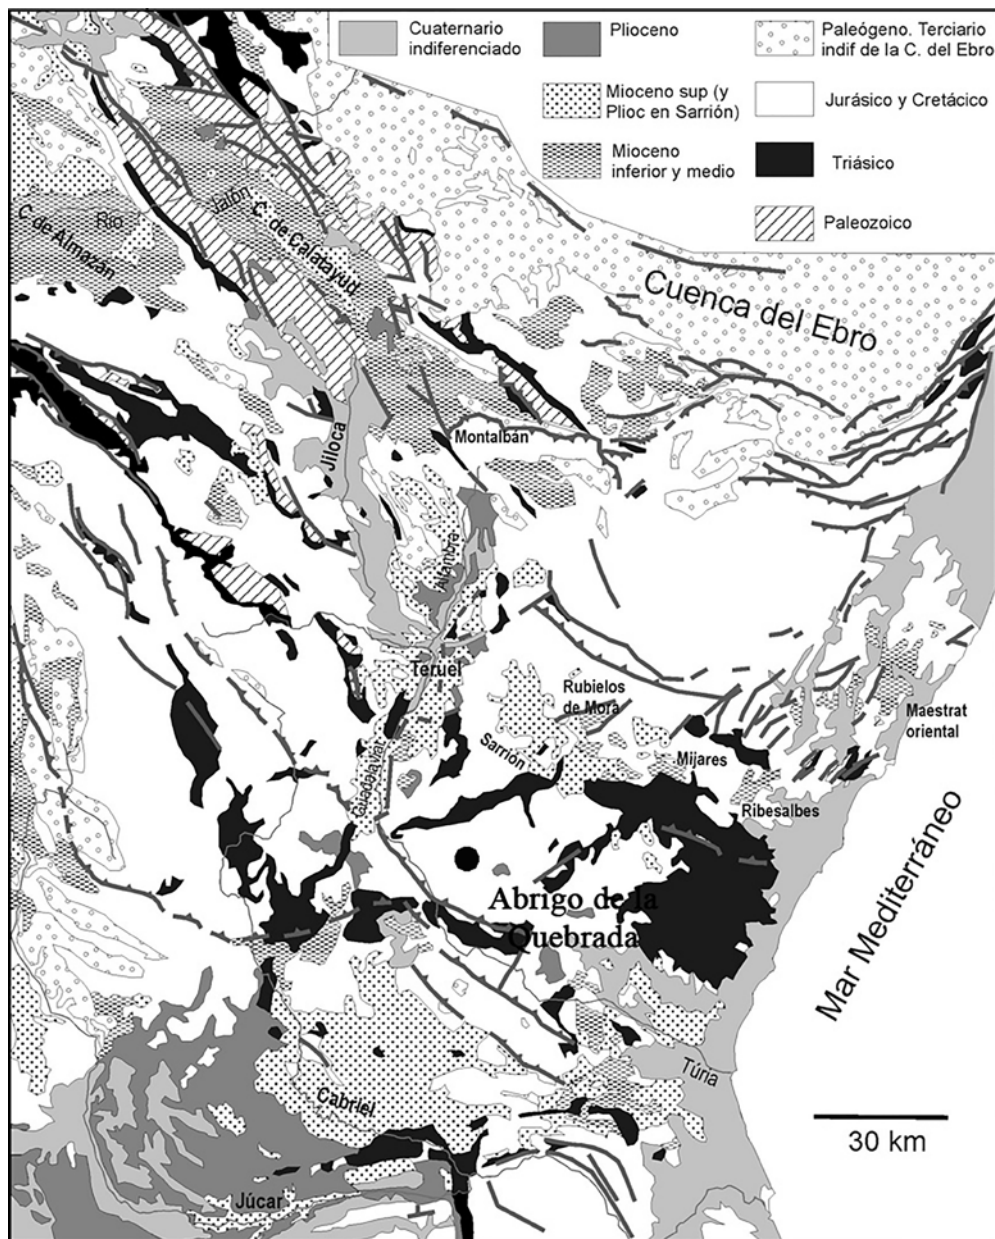 Cuaternario
indiferenciado
Plioceno
Paleógeno. Terciario
indif de la C. del Ebro
Mioceno sup (y
Plioc en Sarrión)
Jurásico y Cretácico
Mioceno
inferior y medio
Triásico
Paleozoico
Río
Jalón
C. de Calatayud
C de Almazán
Cuenca del Ebro
Jiloca
Montalbán
Alfambra
Teruel
Rubielos
de Mora
Maestrat
oriental
Sarrión
Mijares
Guadalaviar
Ribesalbes
Abrigo de la
Quebrada
Mar Mediterráneo
Túria
Cabriel
30 km
Júcar